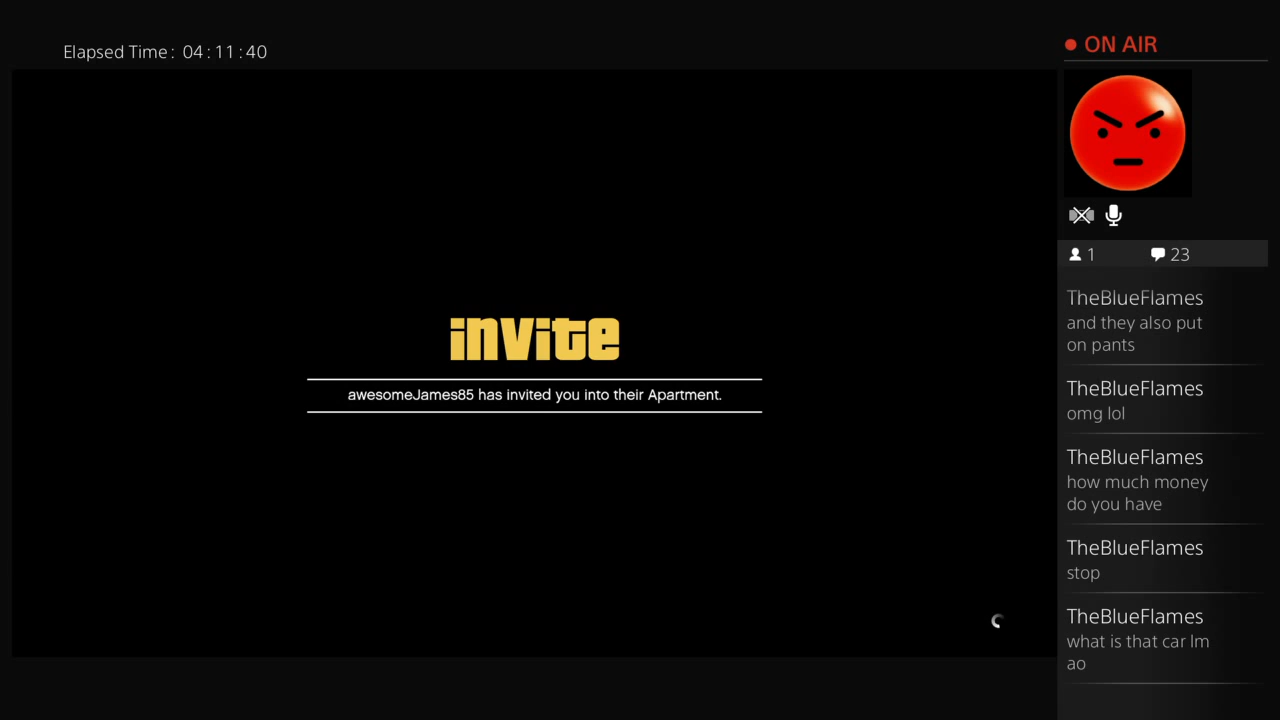 Elapsed Time: 04:11:40
ON AIR
invite
awesomeJames85 has invited you into their Apartment.
1
23
TheBlueFlames
and they also put
on pants
TheBlueFlames
omg lol
TheBlueFlames
how much money
do you have
TheBlueFlames
stop
TheBlueFlames
what is that car lm
ao